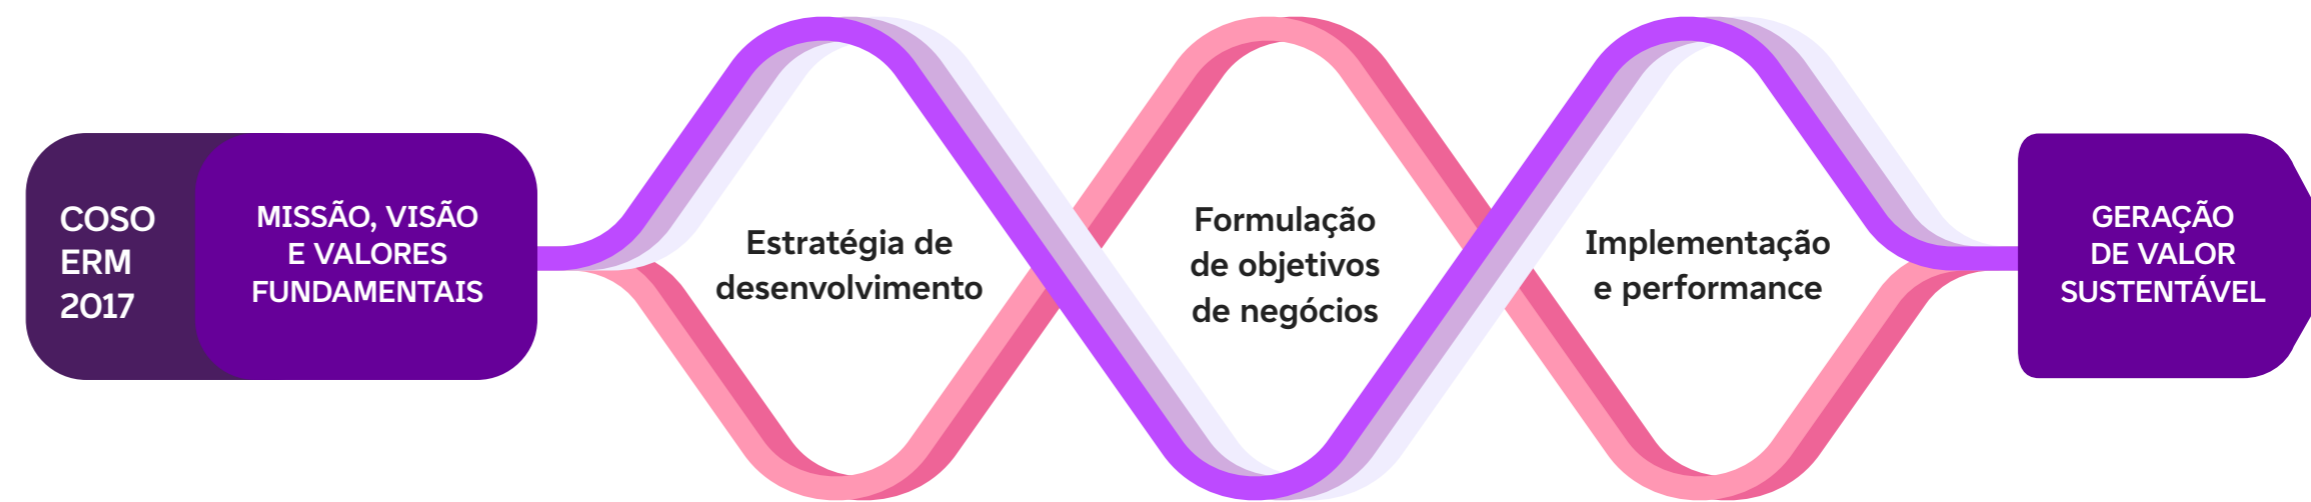 COSO
ERM
2017
MISSÃO, VISÃO
E VALORES
FUNDAMENTAIS
Estratégia de
desenvolvimento
Formulação
de objetivos
de negócios
Implementação
e performance
GERAÇÃO
DE VALOR
SUSTENTÁVEL